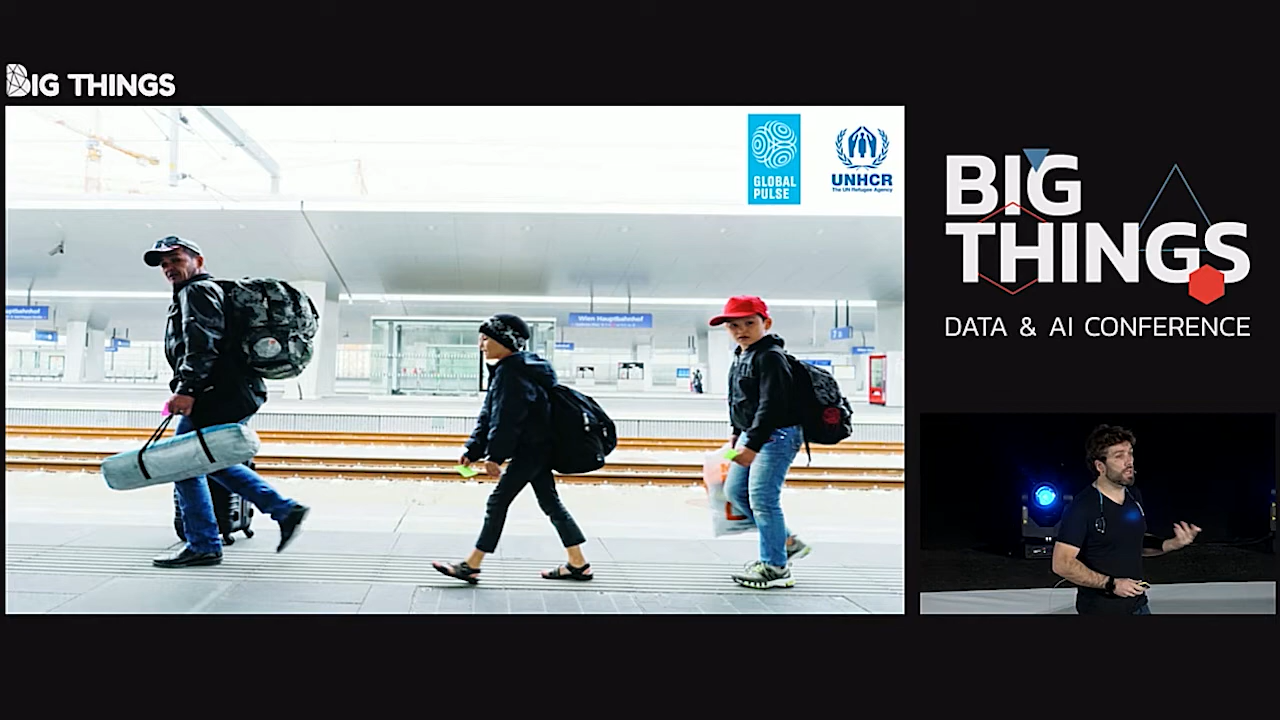 BIG THINGS
GLOBAL
PULSE
UNHCR
The UN Refugee Agency
Wien Hauptbahnhof
BIG
THINGS
DATA & AI CONFERENCE